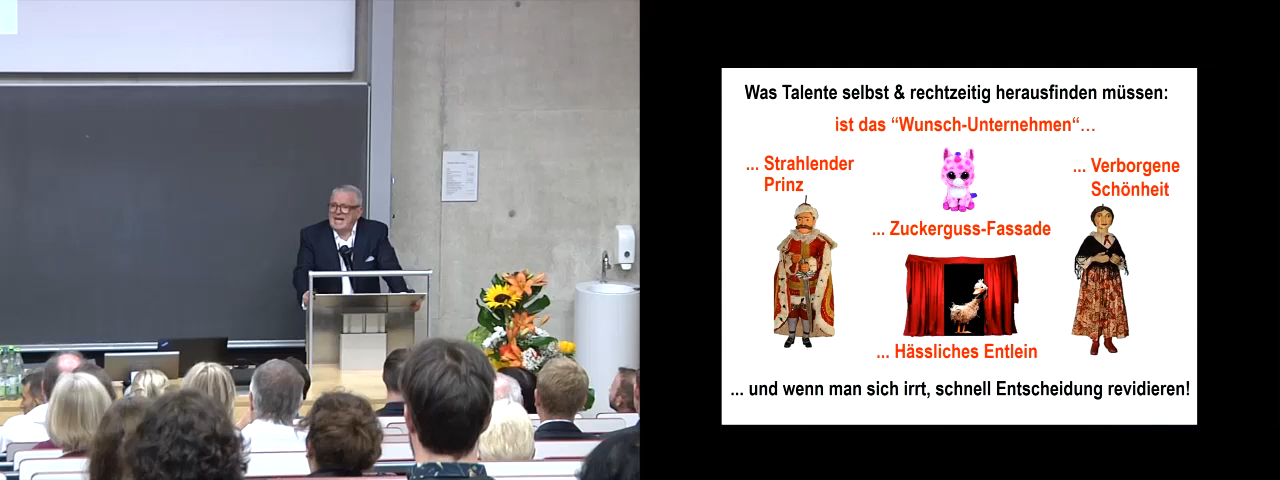 Was Talente selbst & rechtzeitig herausfinden müssen:
ist das “Wunsch-Unternehmen“…
... Strahlender
Prinz
... Verborgene
Schönheit
... Zuckerguss-Fassade
... Hässliches Entlein
... und wenn man sich irrt, schnell Entscheidung revidieren!